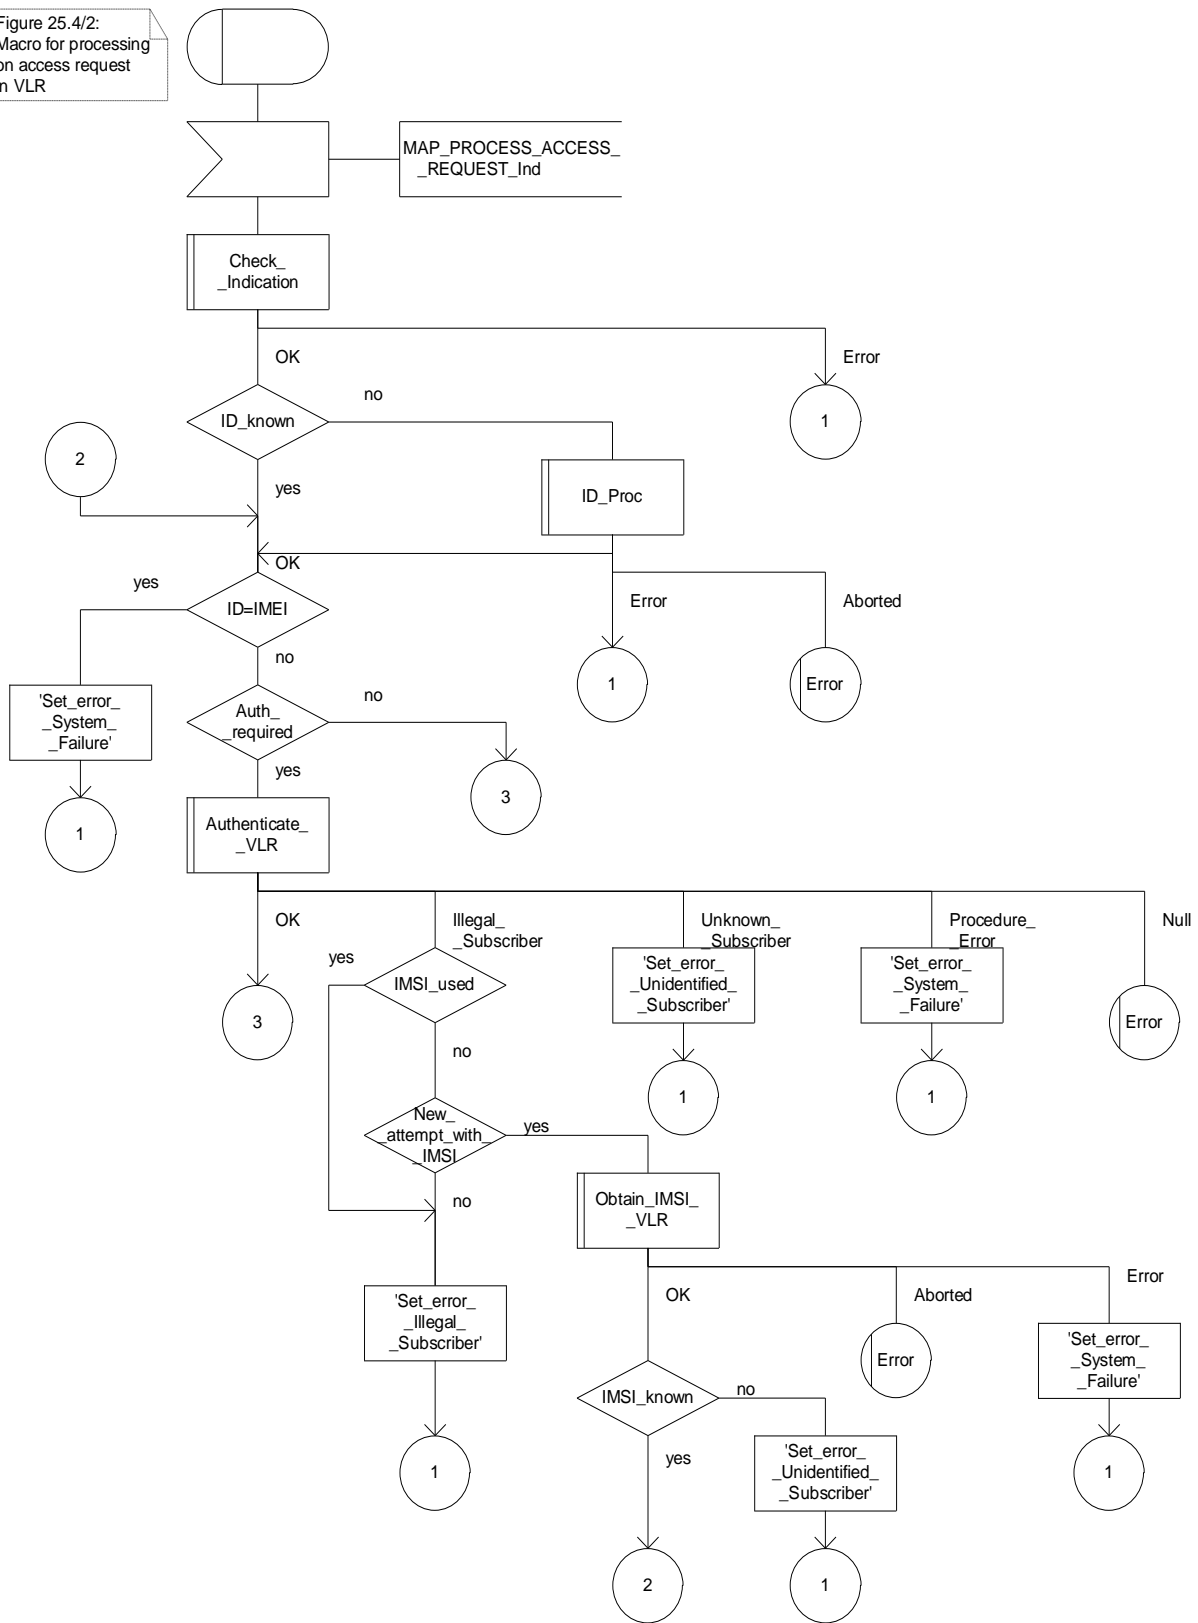 Figure 25.4/2:
Macro for processing
on access request
in VLR
MAP_PROCESS_ACCESS_
_REQUEST_Ind
Check_
_Indication
OK
Error
no
ID_known
1
2
yes
ID_Proc
OK
yes
Error
Aborted
ID=IMEI
no
1
Error
'Set_error_
_System_
_Failure'
no
Auth_
_required
yes
3
1
Authenticate_
_VLR
OK
Illegal_
_Subscriber
Unknown_
_Subscriber
Procedure_
_Error
Null
yes
IMSI_used
'Set_error_
_Unidentified_
_Subscriber'
'Set_error_
_System_
_Failure'
3
Error
no
1
1
New_
_attempt_with_
_IMSI
yes
no
Obtain_IMSI_
_VLR
OK
Aborted
Error
'Set_error_
_Illegal_
_Subscriber'
Error
'Set_error_
_System_
_Failure'
IMSI_known
no
yes
'Set_error_
_Unidentified_
_Subscriber'
1
1
2
1